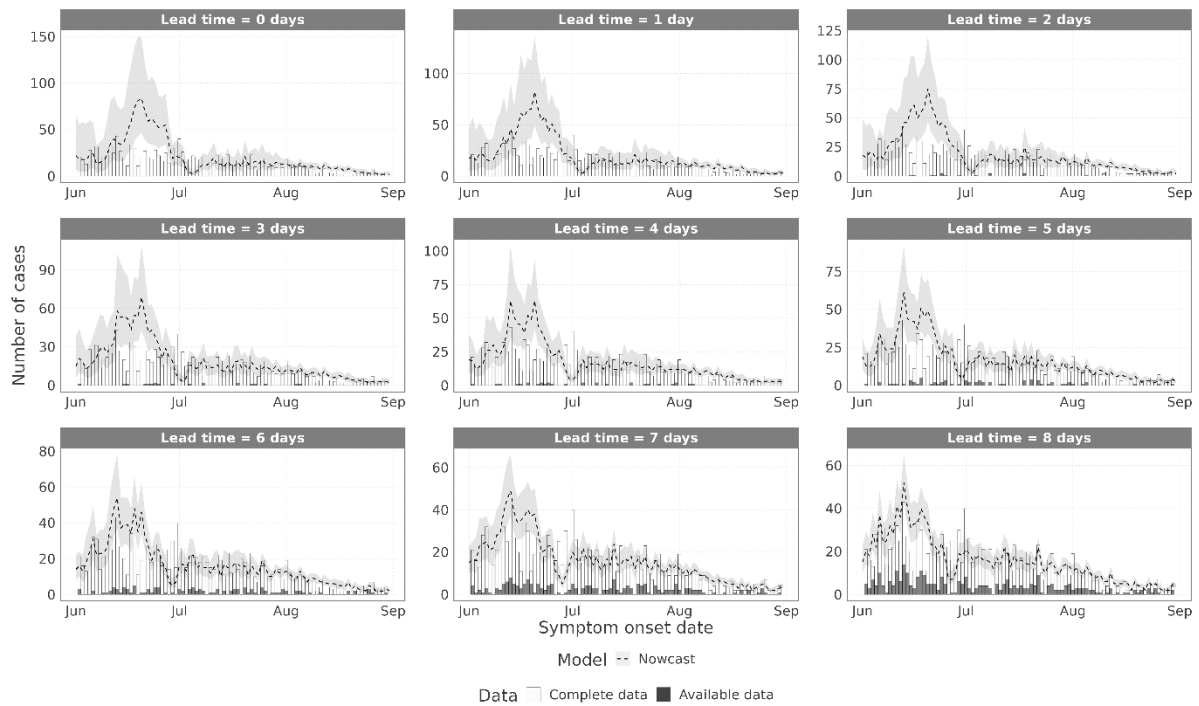 Lead time = 0 days
Lead time = 1 day
Lead time = 2 days
150
100
50
0
Jun Jul Aug Sep
100
50
0
Jun Jul Aug Sep
125
100
75
50
25
0
Jun Jul Aug Sep
Number of cases
Lead time = 3 days
Lead time = 4 days
Lead time = 5 days
90
60
30
0
Jun Jul Aug Sep
100
75
50
25
0
Jun Jul Aug Sep
75
50
25
0
Jun Jul Aug Sep
Lead time = 6 days
Lead time = 7 days
Lead time = 8 days
80
60
40
20
0
Jun Jul Aug Sep
60
40
20
0
Jun Jul Aug Sep
60
40
20
0
Jun Jul Aug Sep
Symptom onset date
Model Nowcast
Data Complete data Available data